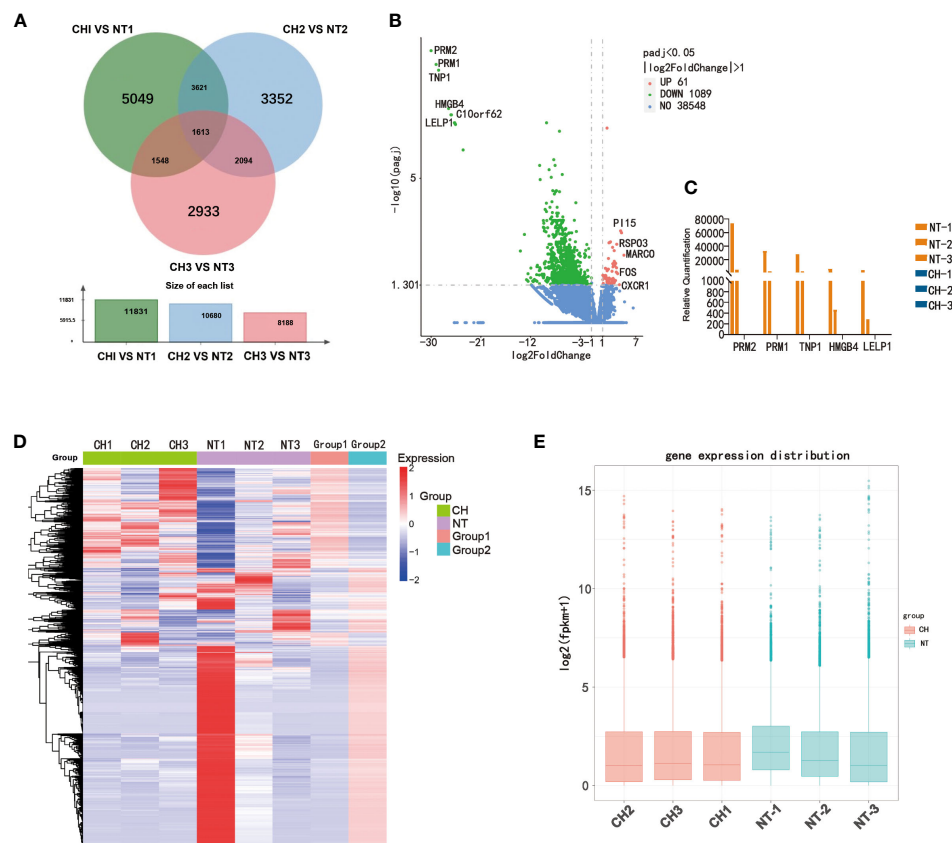 A
CHI VS NT1
CH2 VS NT2
5049
3621
3352
1613
1548
2094
2933
CH3 VS NT3
Size of each list
11831
5915.5
11831
10680
8188
CHI VS NT1
CH2 VS NT2
CH3 VS NT3
B
PRM2
PRM1
TNP1
HMGB4
C10orf62
LELP1
PI15
RSPO3
MARCO
FOS
CXCR1
-log10(pagj)
5
1.301
-30
-21
-12
-3
-1
1
7
log2FoldChange
padj<0.05
|log2FoldChange|>1
UP 61
DOWN 1089
NO 38548
C
Relative Quantification
80000
60000
40000
20000
1000
800
600
400
200
0
PRM2
PRM1
TNP1
HMGB4
LELP1
NT-1
NT-2
NT-3
CH-1
CH-2
CH-3
D
Group
CH1
CH2
CH3
NT1
NT2
NT3
Group1
Group2
Expression
2
1
0
-1
-2
Group
CH
NT
Group1
Group2
E
gene expression distribution
log2(fpkm+1)
15
10
5
0
CH2
CH3
CH1
NT-1
NT-2
NT-3
group
CH
NT